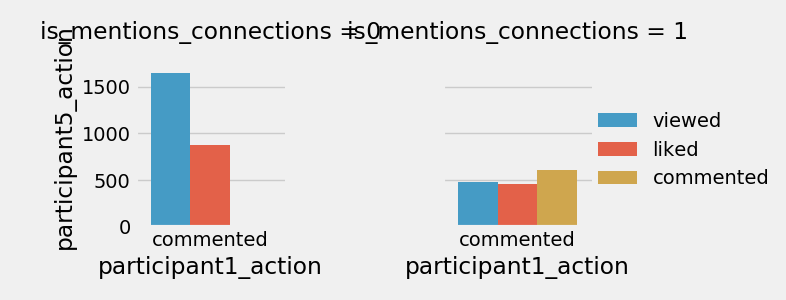 is_mentions_connections = 0
is_mentions_connections = 1
participant5_action
1500
1000
500
0
commented
commented
participant1_action
participant1_action
viewed
liked
commented